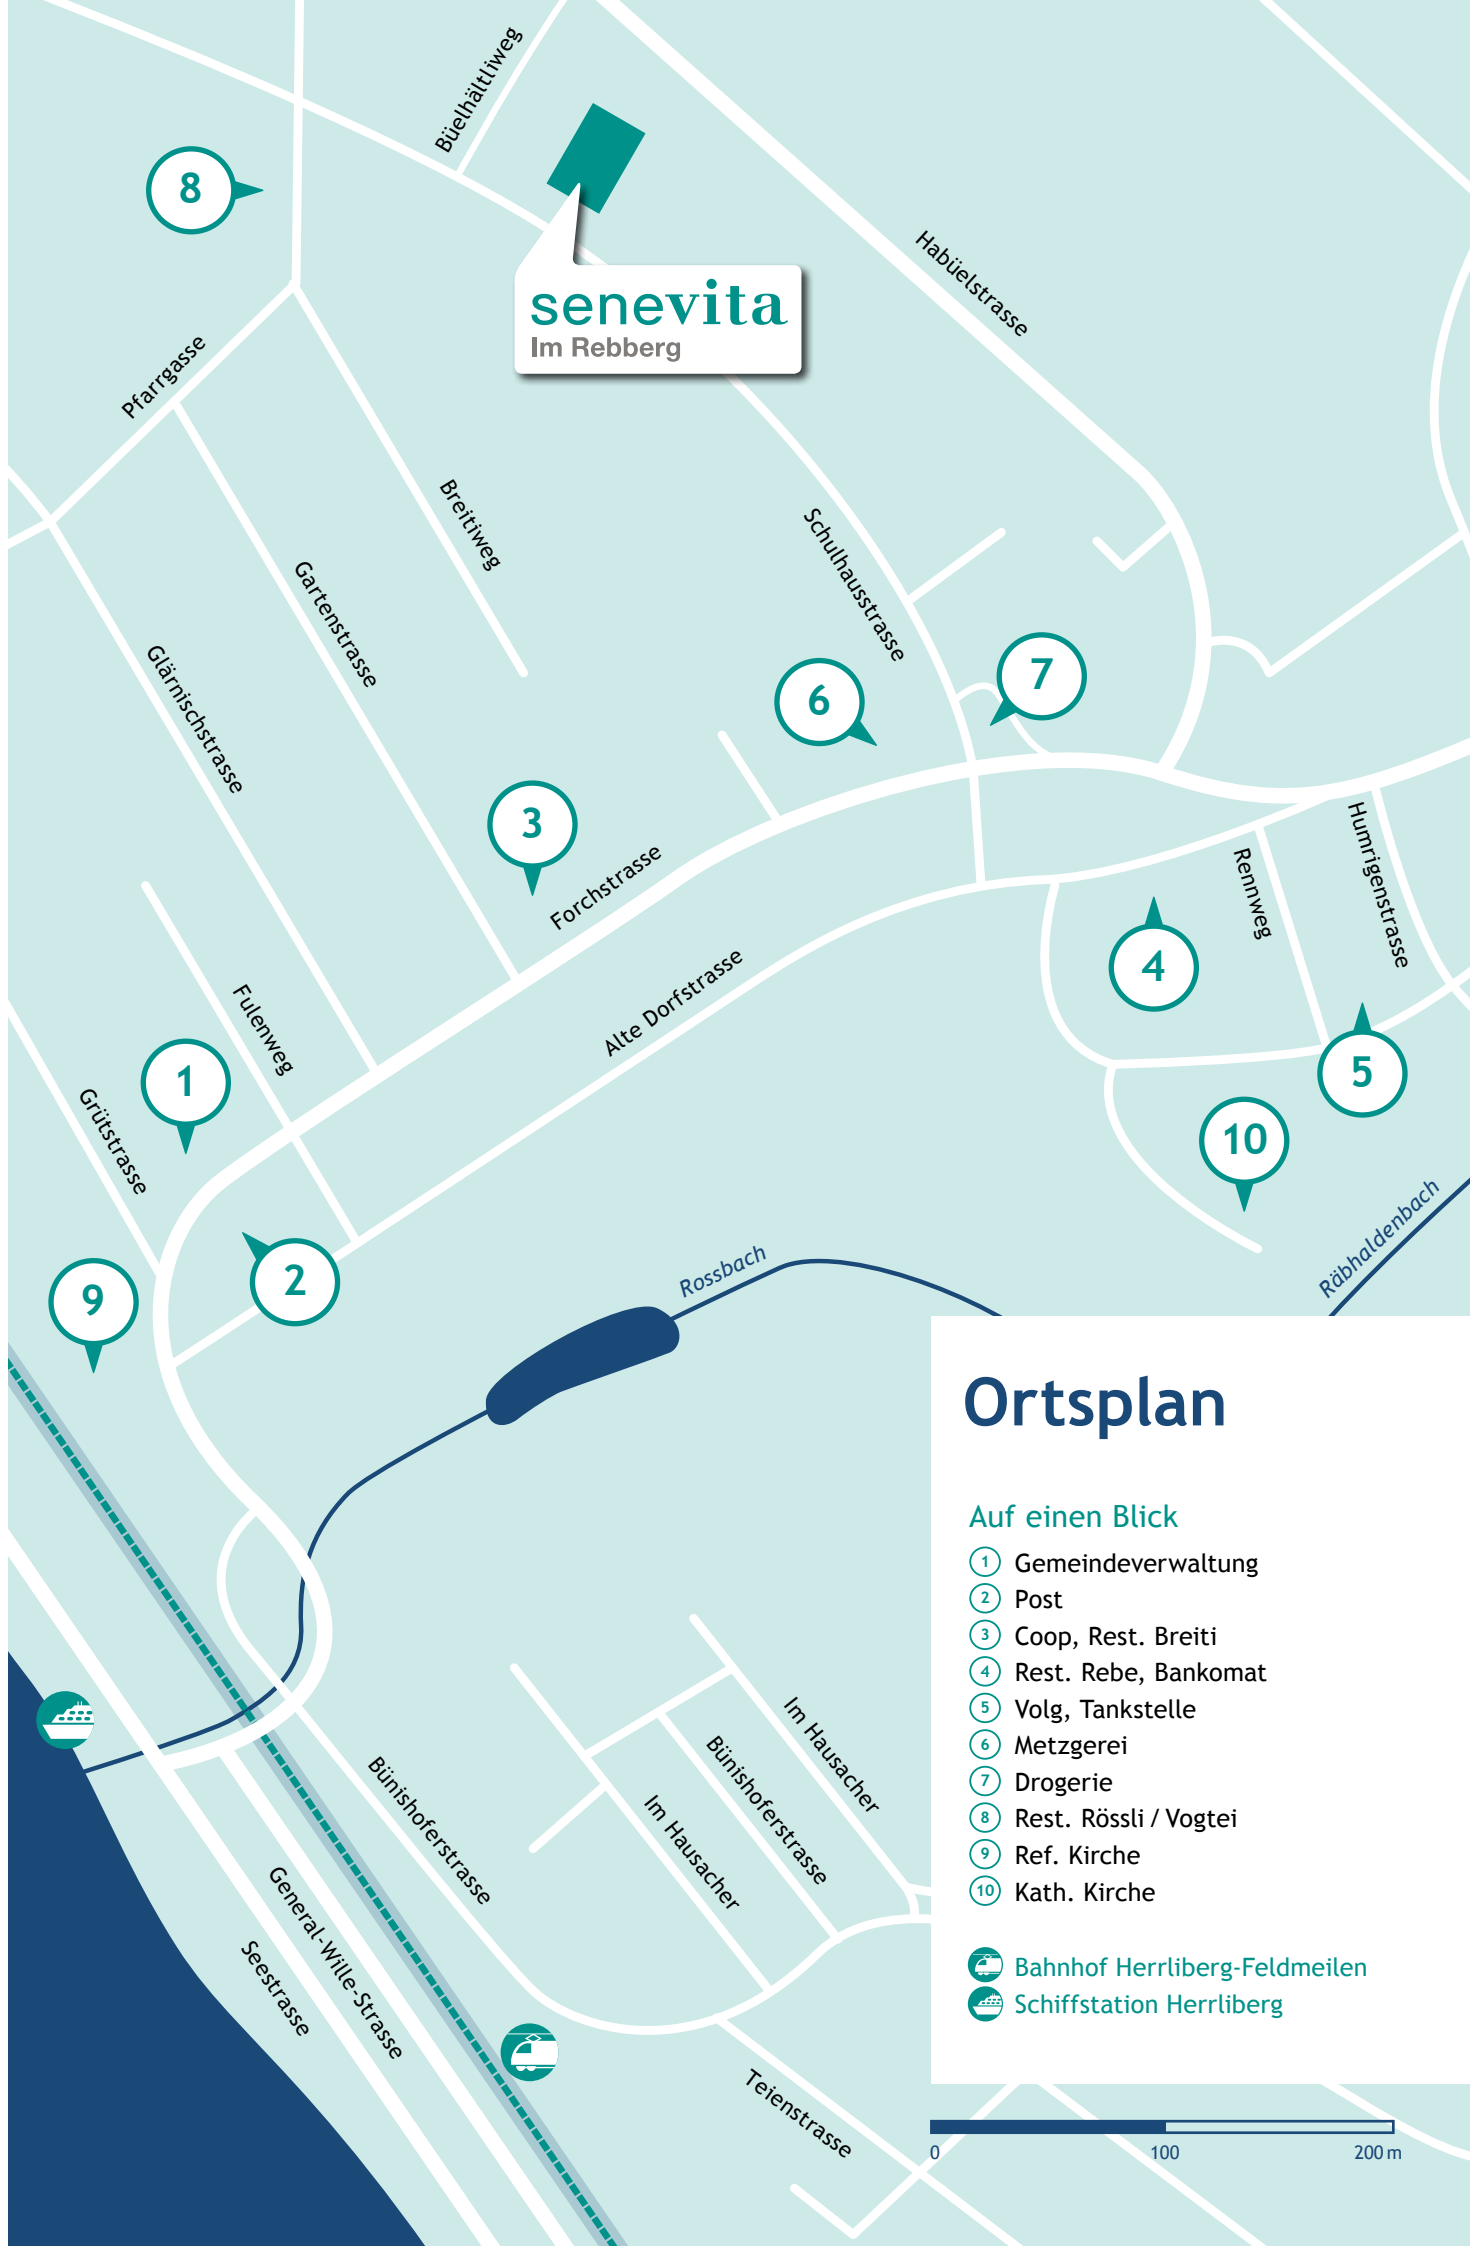 Büelhältliweg
8
senevita
Im Rebberg
Habüelstrasse
Pfarrgasse
Breitiweg
Schulhausstrasse
Gartenstrasse
Glärnischstrasse
7
6
3
Forchstrasse
Humrigenstrasse
Rennweg
4
Alte Dorfstrasse
Fulenweg
1
5
Grütstrasse
10
Räbhaldenbach
Rossbach
2
9
Ortsplan
Auf einen Blick
1 Gemeindeverwaltung
2 Post
3 Coop, Rest. Breiti
4 Rest. Rebe, Bankomat
5 Volg, Tankstelle
6 Metzgerei
7 Drogerie
8 Rest. Rössli / Vogtei
9 Ref. Kirche
10 Kath. Kirche
Bahnhof Herrliberg-Feldmeilen
Schiffstation Herrliberg
Im Hausacher
Bünishoferstrasse
Bünishoferstrasse
Im Hausacher
General-Wille-Strasse
Seestrasse
Teienstrasse
0 100 200 m